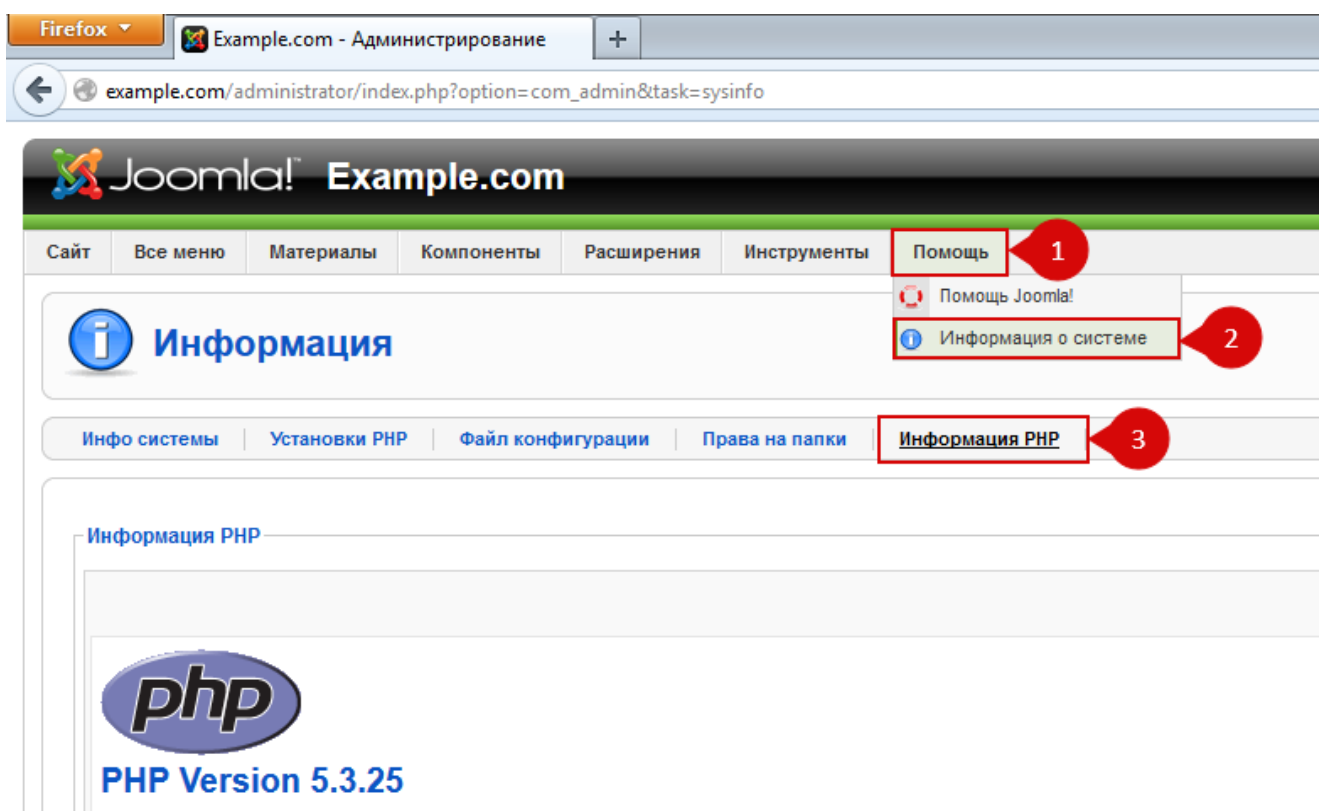 Firefox
Example.com - Администрирование
example.com/administrator/index.php?option=com_admin&task=sysinfo
Joomla!™ Example.com
Сайт Все меню Материалы Компоненты Расширения Инструменты Помощь 1
Помощь Joomla!
Информация о системе 2
Информация
Инфо системы Установки PHP Файл конфигурации Права на папки Информация PHP 3
Информация PHP
php
PHP Version 5.3.25